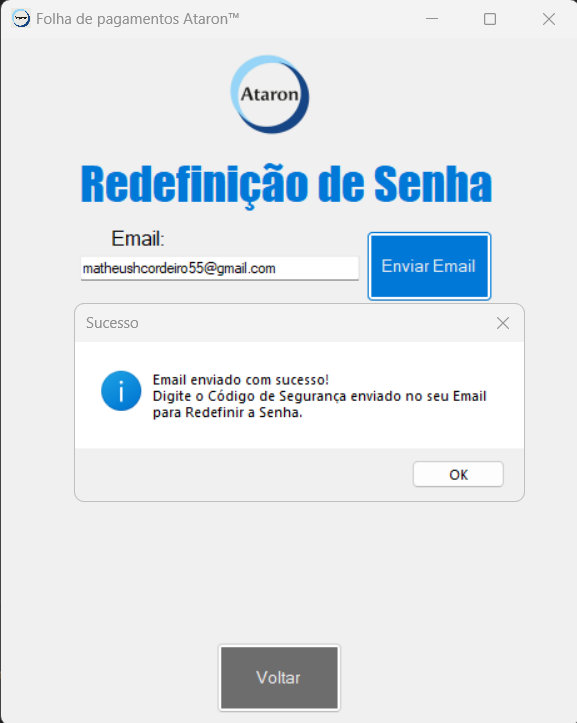 Folha de pagamentos Ataron™
Ataron
Redefinição de Senha
Email:
matheushcordeiro55@gmail.com
Enviar Email
Sucesso
Email enviado com sucesso!
Digite o Código de Segurança enviado no seu Email
para Redefinir a Senha.
OK
Voltar